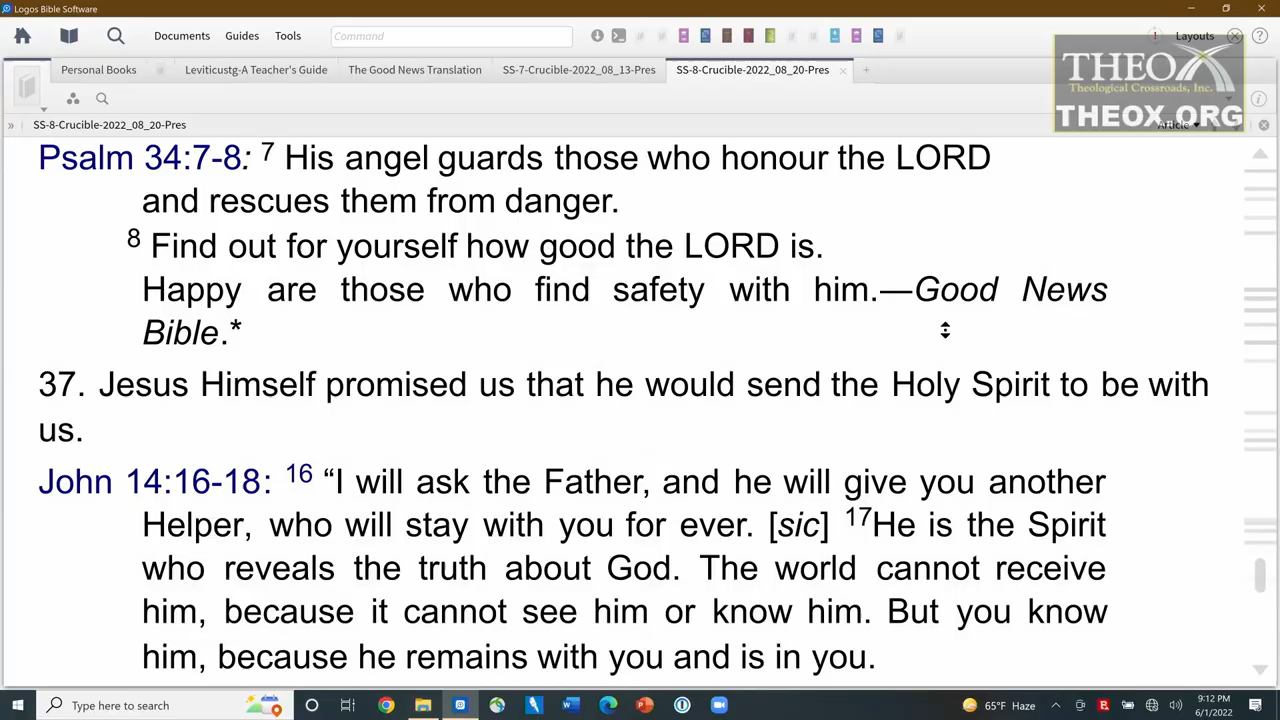 Logos Bible Software
Documents Guides Tools Command Layouts
Personal Books Leviticustg-A Teacher's Guide The Good News Translation SS-7-Crucible-2022_08_13-Pres SS-8-Crucible-2022_08_20-Pres
THEOX
Theological Crossroads, Inc.
THEOX.ORG
» SS-8-Crucible-2022_08_20-Pres Article
Psalm 34:7-8: 7 His angel guards those who honour the LORD
and rescues them from danger.
8 Find out for yourself how good the LORD is.
Happy are those who find safety with him.—Good News
Bible.*
37. Jesus Himself promised us that he would send the Holy Spirit to be with
us.
John 14:16-18: 16 “I will ask the Father, and he will give you another
Helper, who will stay with you for ever. [sic] 17He is the Spirit
who reveals the truth about God. The world cannot receive
him, because it cannot see him or know him. But you know
him, because he remains with you and is in you.
Type here to search 65°F Haze 9:12 PM
6/1/2022